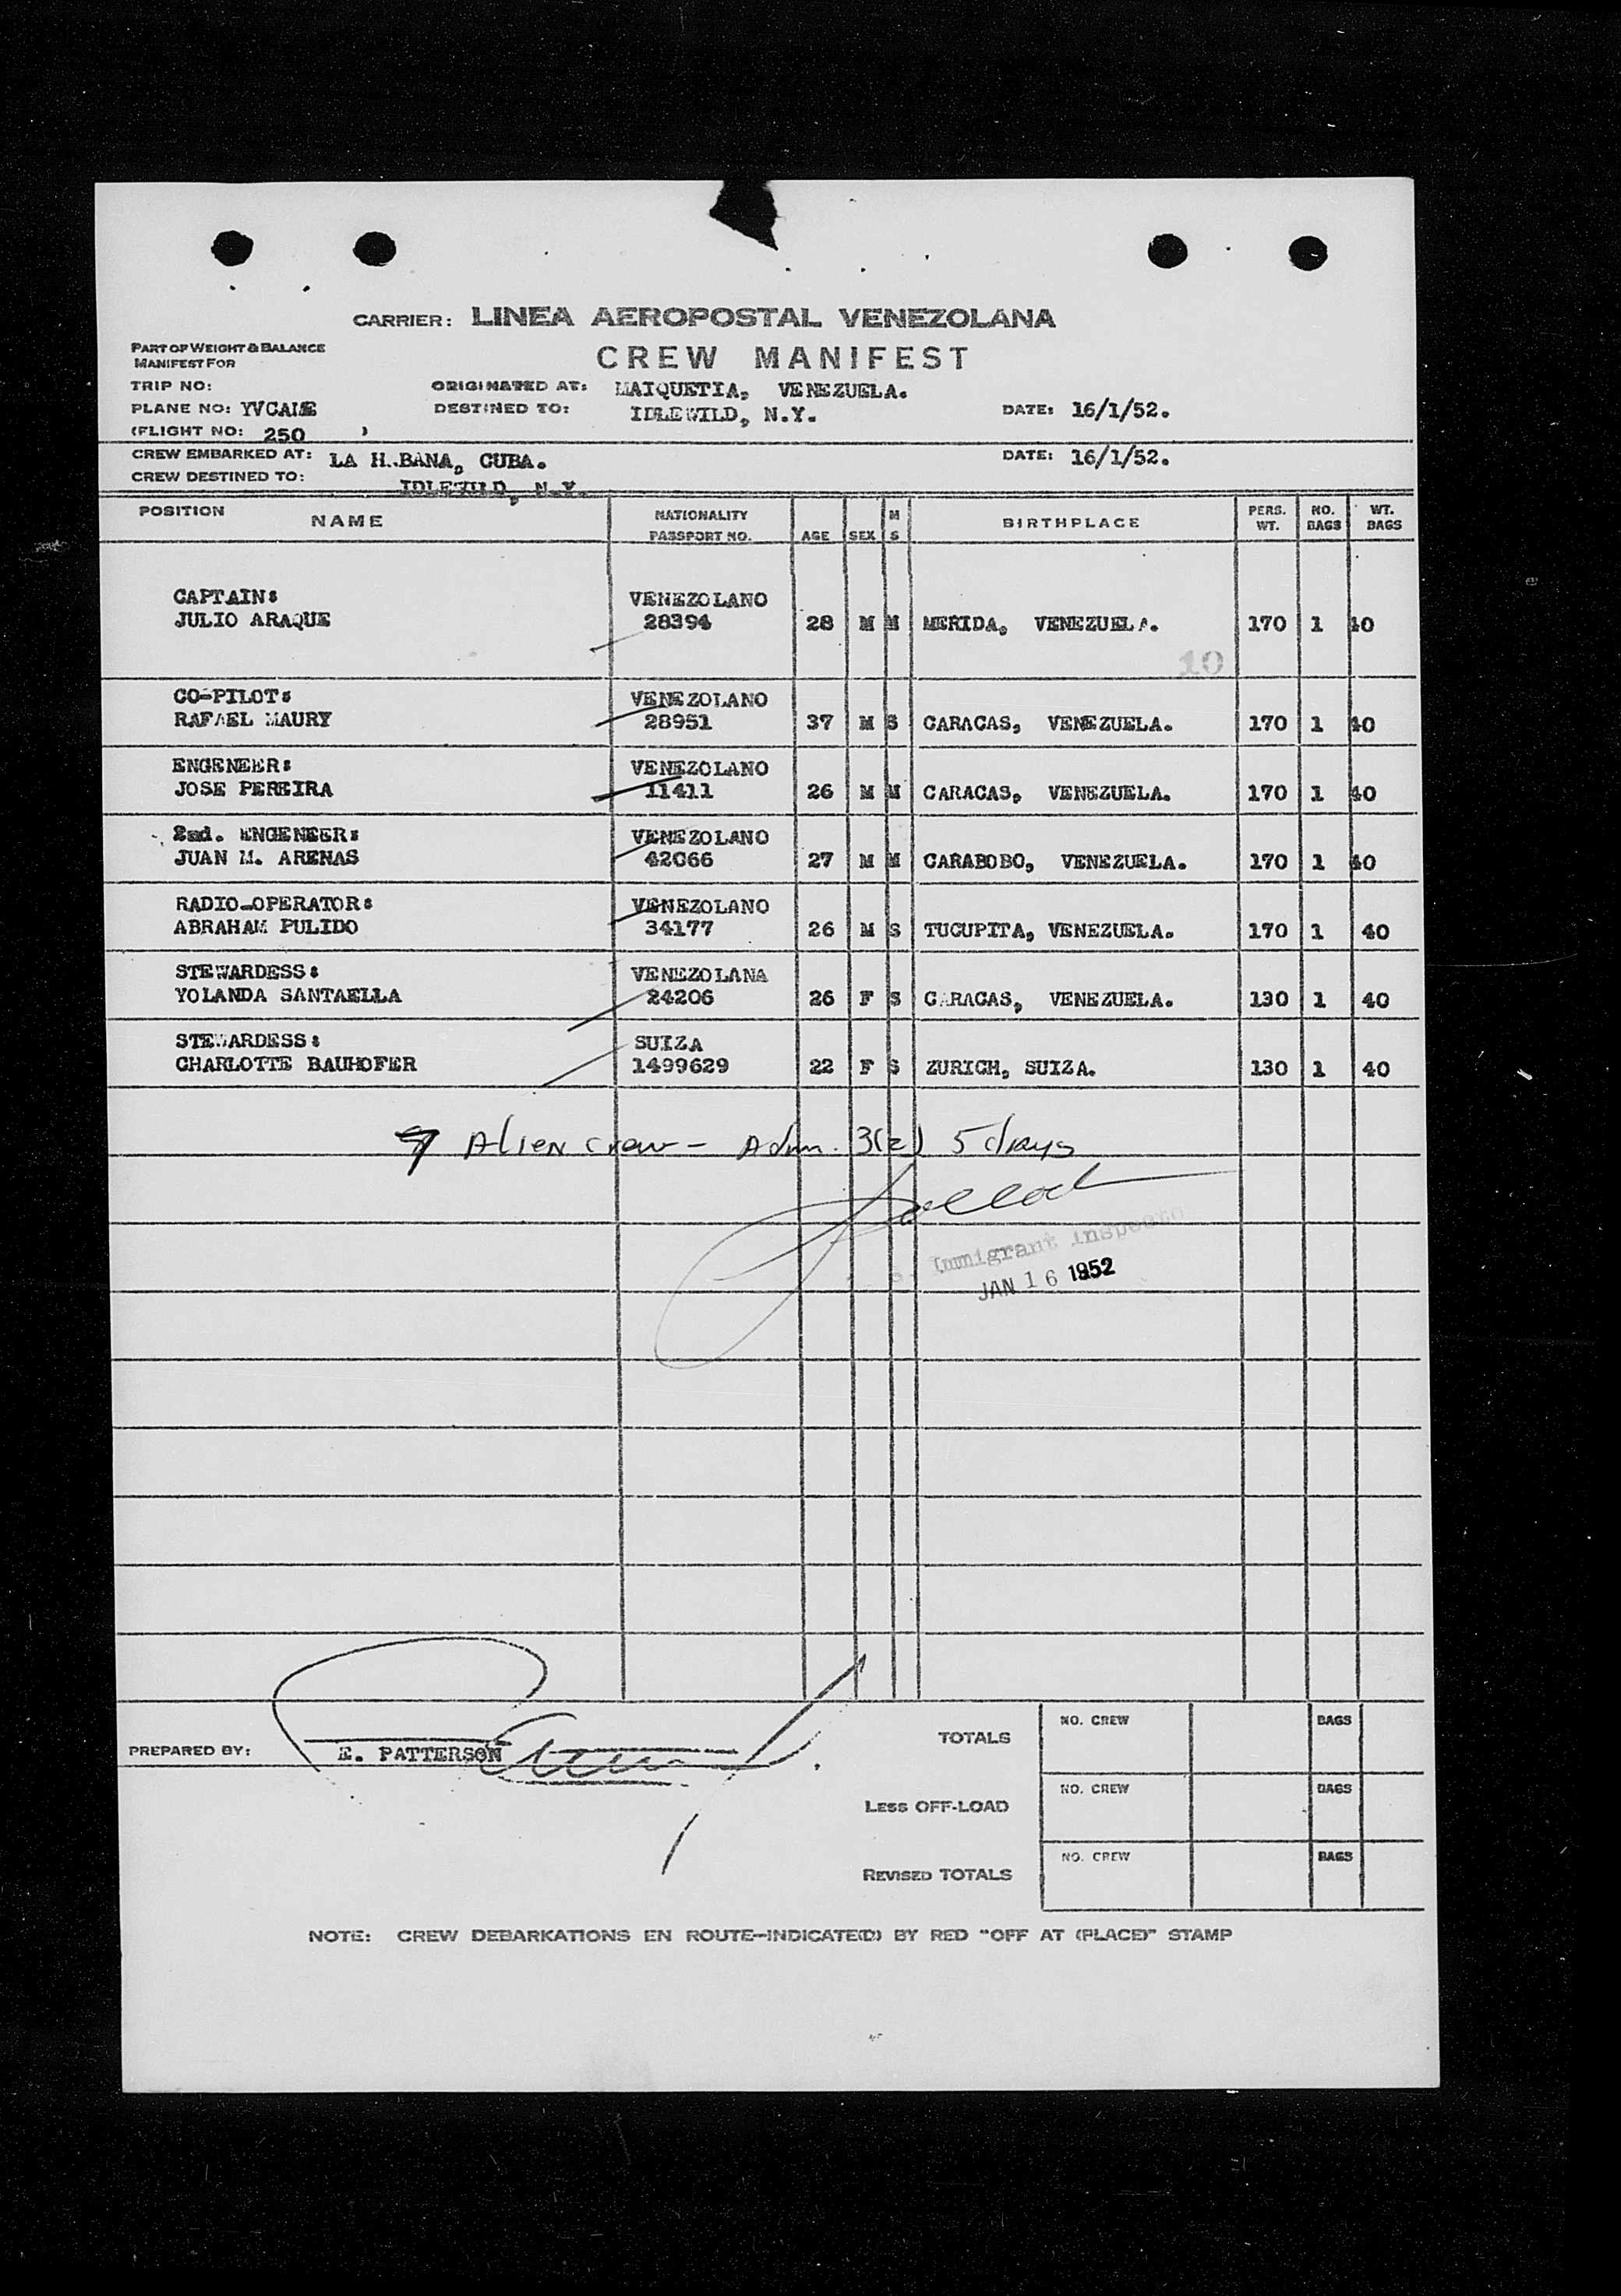 CARRIER: LINEA AEROPOSTAL VENEZOLANA
PART OF WEIGHT & BALANCE
MANIFEST FOR
CREW MANIFEST
TRIP NO:
ORIGINATED AT: MAIQUETIA, VENEZUELA.
PLANE NO:
DESTINED TO: IDLEWILD, N.Y.
DATE: 16/1/52.
(FLIGHT NO: 250 )
CREW EMBARKED AT: LA H..BANA, CUBA.
DATE: 16/1/52.
CREW DESTINED TO: IDLEWILD, N.Y.
POSITION NAME NATIONALITY PASSPORT NO. AGE SEX M S BIRTHPLACE PERS. WT. NO. BAGS WT. BAGS
CAPTAIN: VENEZOLANO
JULIO ARAQUE 28394 28 M M MERIDA, VENEZUELA. 170 1 40
10
CO-PILOT: VENEZOLANO
RAFAEL MAURY 28951 37 M S CARACAS, VENEZUELA. 170 1 40
ENGENEER: VENEZOLANO
JOSE PEREIRA 11411 26 M M CARACAS, VENEZUELA. 170 1 40
2nd. ENGENEER: VENEZOLANO
JUAN M. ARENAS 42066 27 M M CARABOBO, VENEZUELA. 170 1 40
RADIO-OPERATOR: VENEZOLANO
ABRAHAM PULIDO 34177 26 M S TUCUPITA, VENEZUELA. 170 1 40
STEWARDESS: VENEZOLANA
YOLANDA SANTAELLA 24206 26 F S CARACAS, VENEZUELA. 130 1 40
STEWARDESS: SUIZA
CHARLOTTE BAUHOFER 1499629 22 F S ZURICH, SUIZA. 130 1 40
7 Alien crew - Adm. 3(2) 5 days
Immigrant Inspecto
JAN 16 1952
PREPARED BY: E. PATTERSON
TOTALS NO. CREW BAGS
LESS OFF-LOAD NO. CREW BAGS
REVISED TOTALS NO. CREW BAGS
NOTE: CREW DEBARKATIONS EN ROUTE-INDICATE(D) BY RED "OFF AT (PLACE)" STAMP